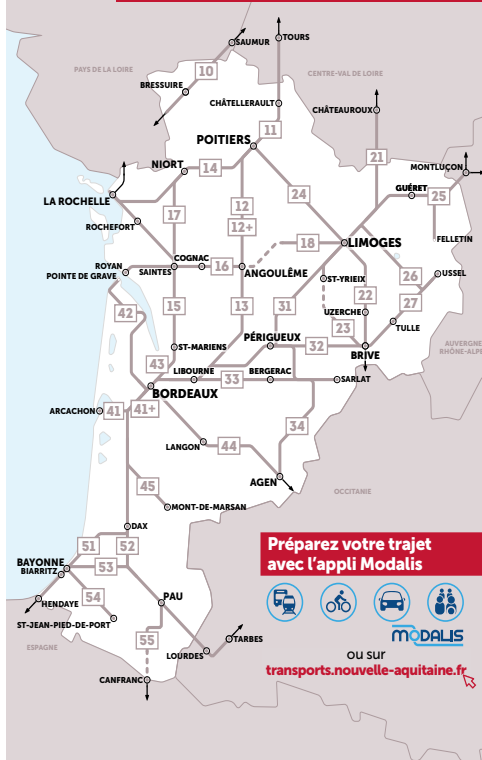 SAUMUR
TOURS
PAYS DE LA LOIRE
10
CENTRE-VAL DE LOIRE
BRESSUIRE
CHÂTELLERAULT
CHÂTEAUROUX
11
POITIERS
21
NIORT
14
MONTLUÇON
GUÉRET
25
LA ROCHELLE
24
12
17
12+
ROCHEFORT
18
LIMOGES
FELLETIN
COGNAC
ROYAN
POINTE DE GRAVE
SAINTES
16
ANGOULÊME
ST-YRIEIX
26
USSEL
22
27
15
13
31
42
UZERCHE
23
TULLE
PÉRIGUEUX
ST-MARIENS
32
BRIVE
AUVERGNE
RHÔNE-ALP
43
LIBOURNE
33
BERGERAC
SARLAT
BORDEAUX
ARCACHON
41
41+
34
LANGON
44
AGEN
45
OCCITANIE
MONT-DE-MARSAN
DAX
51
52
BAYONNE
BIARRITZ
53
54
PAU
HENDAYE
ST-JEAN-PIED-DE-PORT
55
TARBES
ESPAGNE
LOURDES
CANFRANC
Préparez votre trajet
avec l'appli Modalis
MODALIS
ou sur
transports.nouvelle-aquitaine.fr